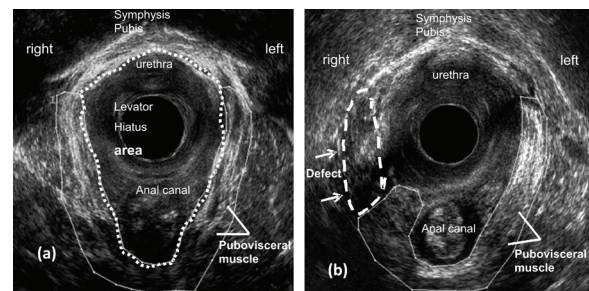 Symphysis
Pubis
right
left
urethra
Levator
Hiatus
area
Anal canal
(a)
Pubovisceral
muscle
Symphysis
Pubis
right
left
urethra
Defect
Anal canal
(b)
Pubovisceral
muscle